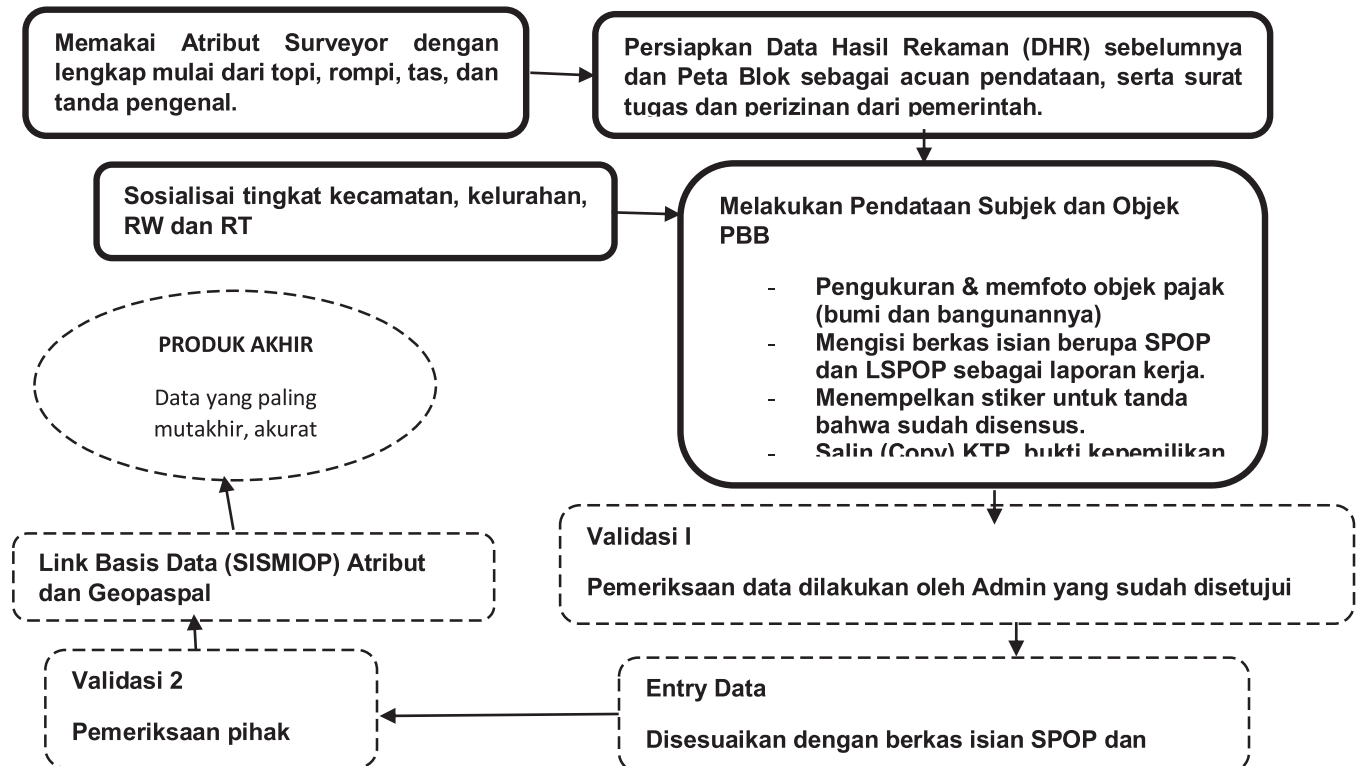 Memakai Atribut Surveyor dengan
lengkap mulai dari topi, rompi, tas, dan
tanda pengenal.
Persiapkan Data Hasil Rekaman (DHR) sebelumnya
dan Peta Blok sebagai acuan pendataan, serta surat
tugas dan perizinan dari pemerintah.
Sosialisai tingkat kecamatan, kelurahan,
RW dan RT
Melakukan Pendataan Subjek dan Objek
PBB
- Pengukuran & memfoto objek pajak
(bumi dan bangunannya)
- Mengisi berkas isian berupa SPOP
dan LSPOP sebagai laporan kerja.
- Menempelkan stiker untuk tanda
bahwa sudah disensus.
- Salin (Copy) KTP, bukti kepemilikan
Validasi I
Pemeriksaan data dilakukan oleh Admin yang sudah disetujui
Entry Data
Disesuaikan dengan berkas isian SPOP dan
Validasi 2
Pemeriksaan pihak
Link Basis Data (SISMIOP) Atribut
dan Geopaspal
PRODUK AKHIR
Data yang paling
mutakhir, akurat